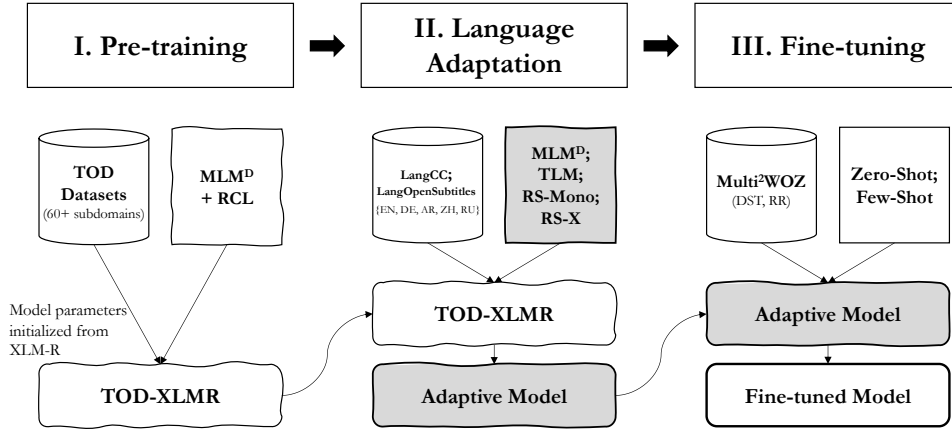 I. Pre-training
II. Language
Adaptation
III. Fine-tuning
TOD
Datasets
(60+ subdomains)
MLMᴰ
+ RCL
Model parameters
initialized from
XLM-R
TOD-XLMR
LangCC;
LangOpenSubtitles
{EN, DE, AR, ZH, RU}
MLMᴰ;
TLM;
RS-Mono;
RS-X
TOD-XLMR
Adaptive Model
Multi²WOZ
(DST, RR)
Zero-Shot;
Few-Shot
Adaptive Model
Fine-tuned Model